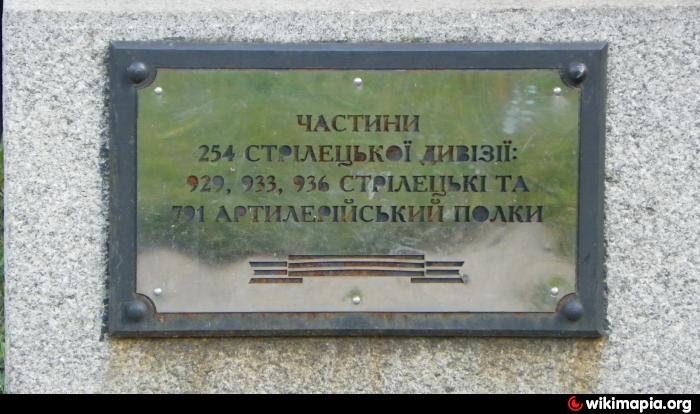 ЧАСТИНИ
254 СТРІЛЕЦЬКОЇ ДИВІЗІЇ:
929, 933, 936 СТРІЛЕЦЬКІ ТА
791 АРТИЛЕРІЙСЬКИЙ ПОЛКИ
wikimapia.org